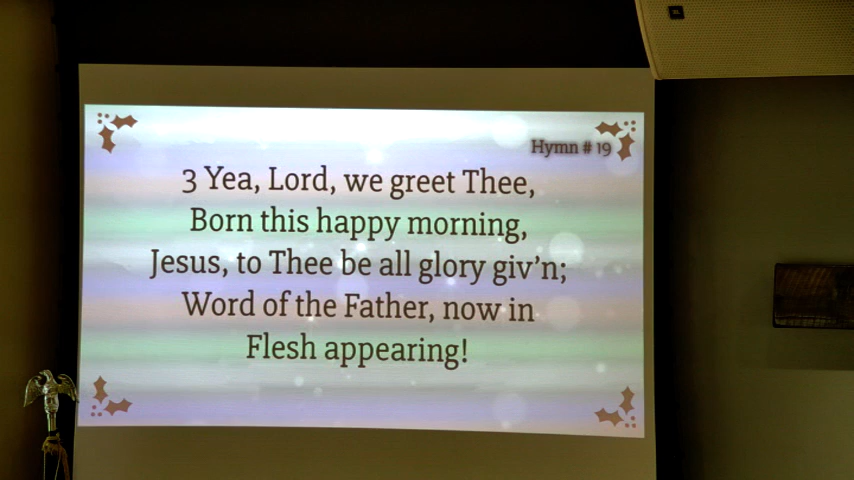 Hymn # 19
3 Yea, Lord, we greet Thee,
Born this happy morning,
Jesus, to Thee be all glory giv’n;
Word of the Father, now in
Flesh appearing!